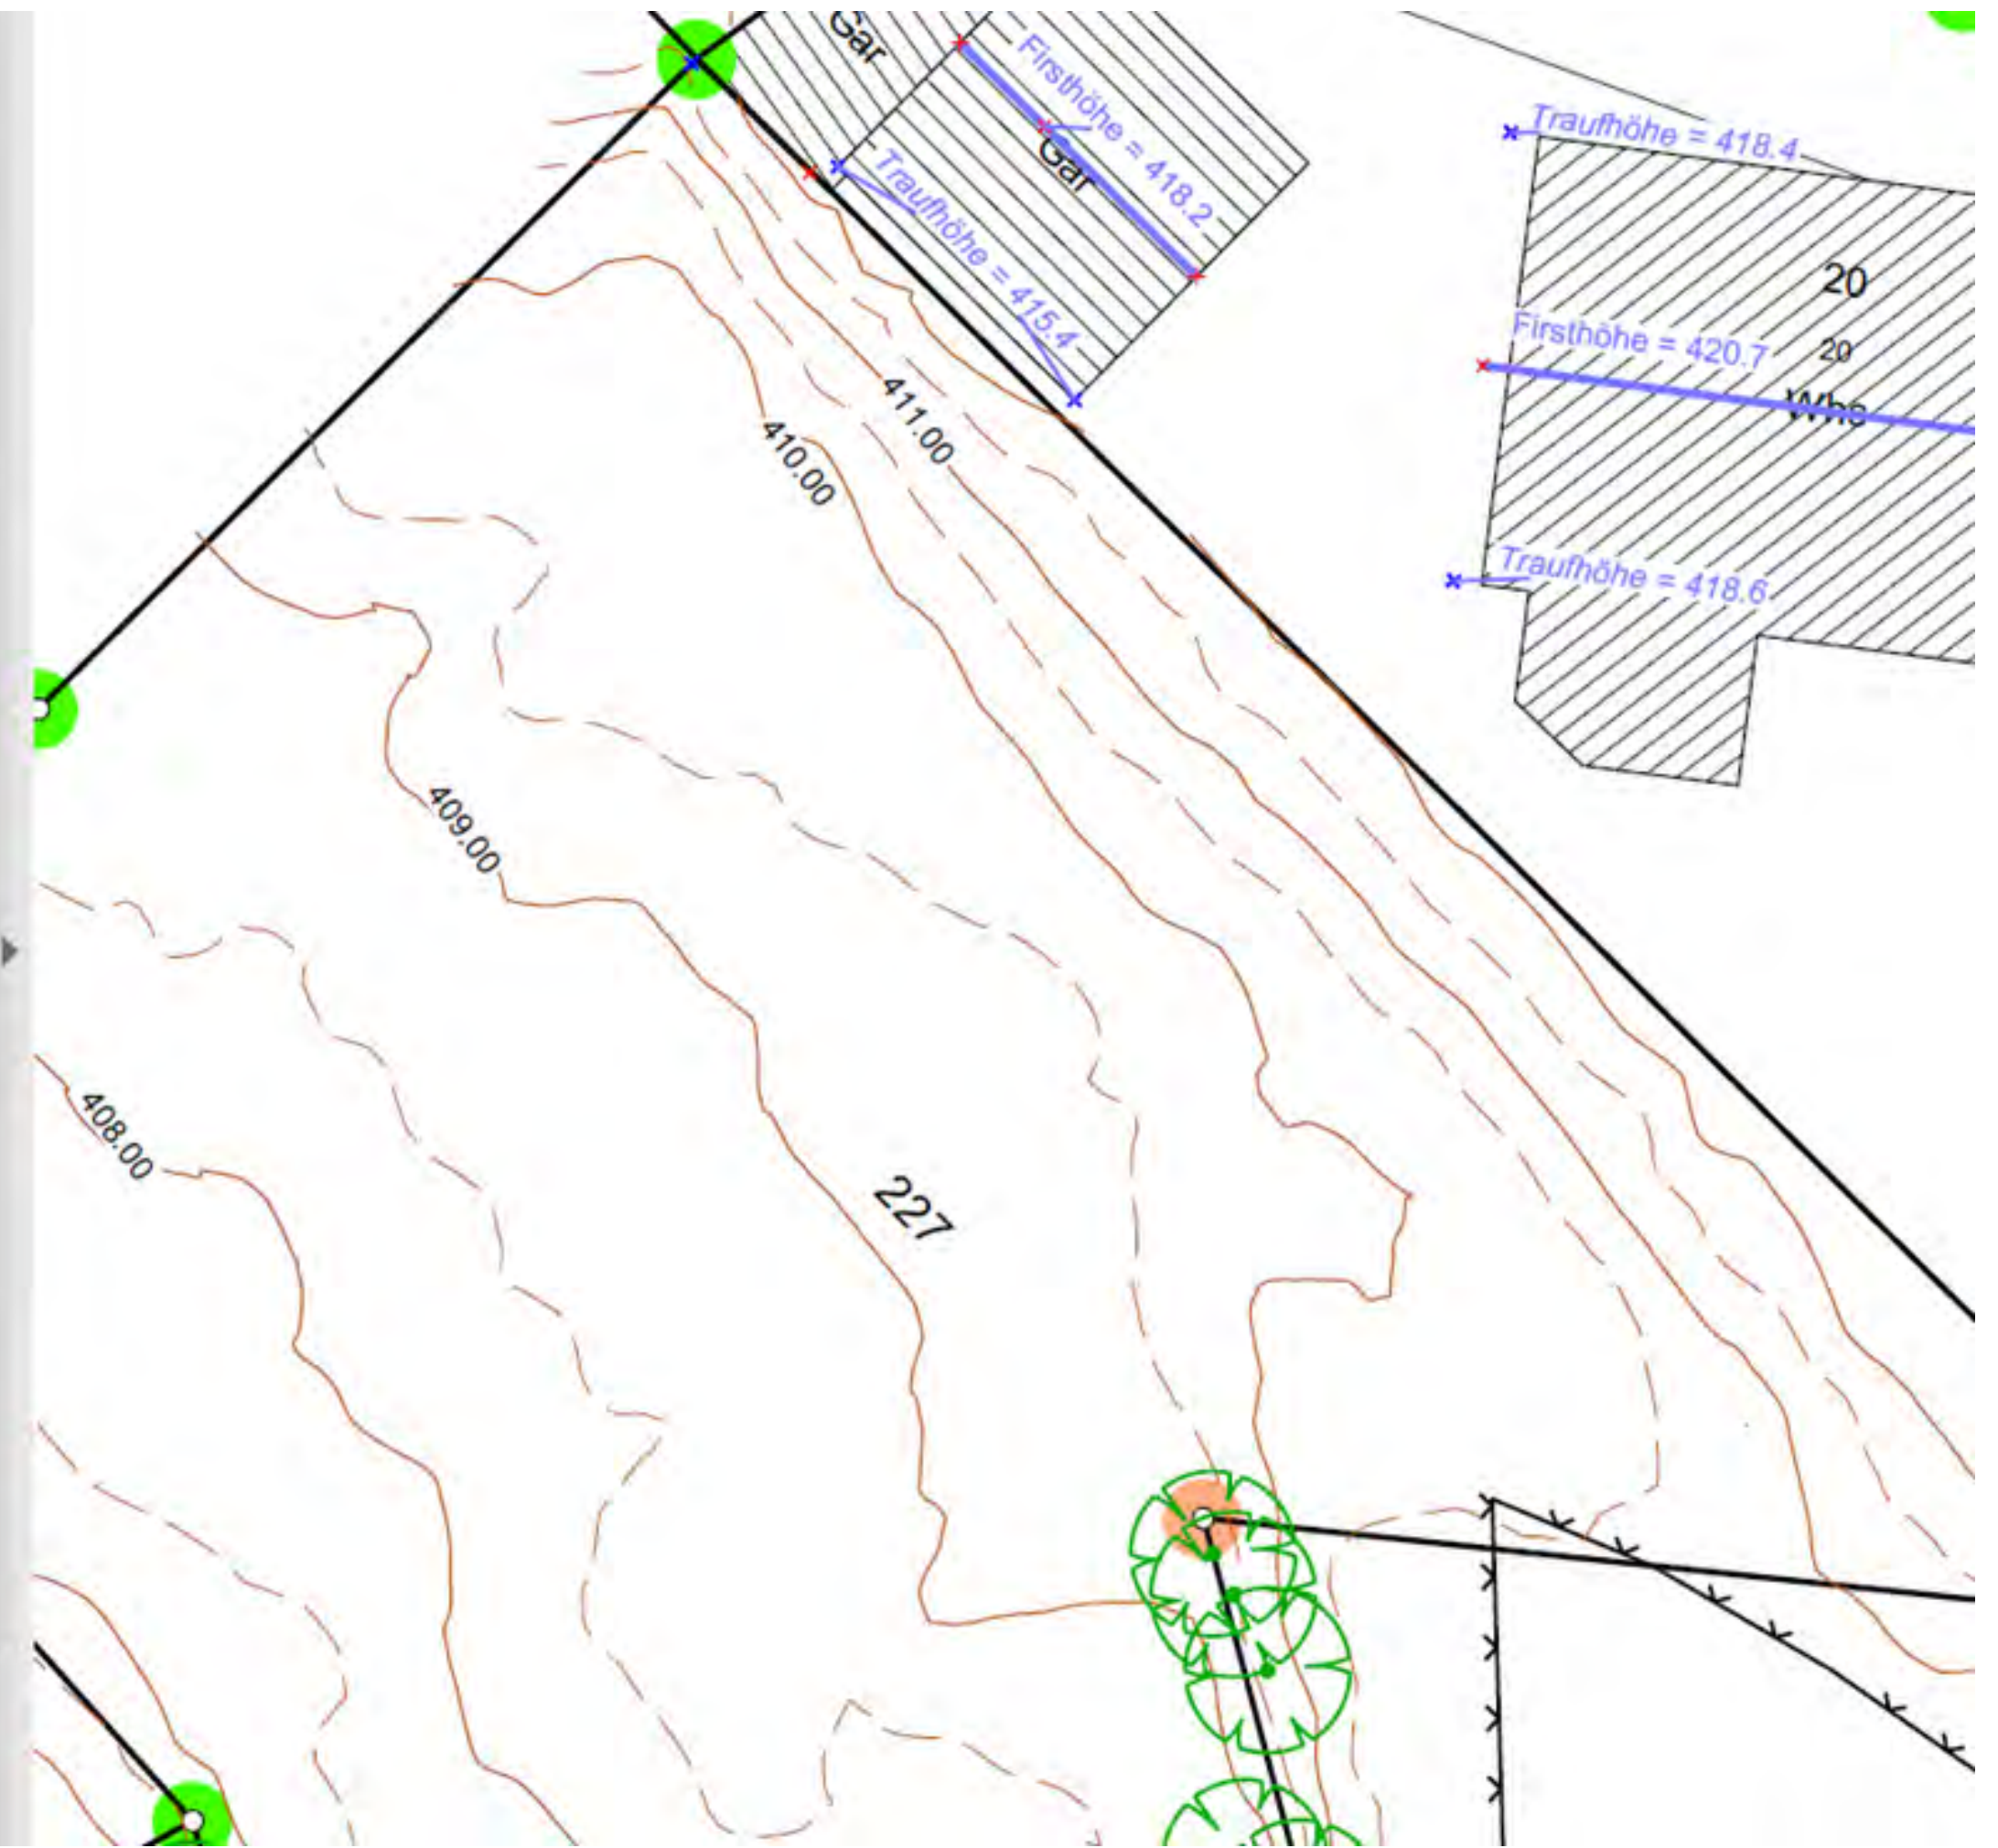 Gar
Firsthöhe = 418.2
Gar
Traufhöhe = 415.4
Traufhöhe = 418.4
20
Firsthöhe = 420.7
20
Whs
411.00
410.00
Traufhöhe = 418.6
409.00
408.00
227